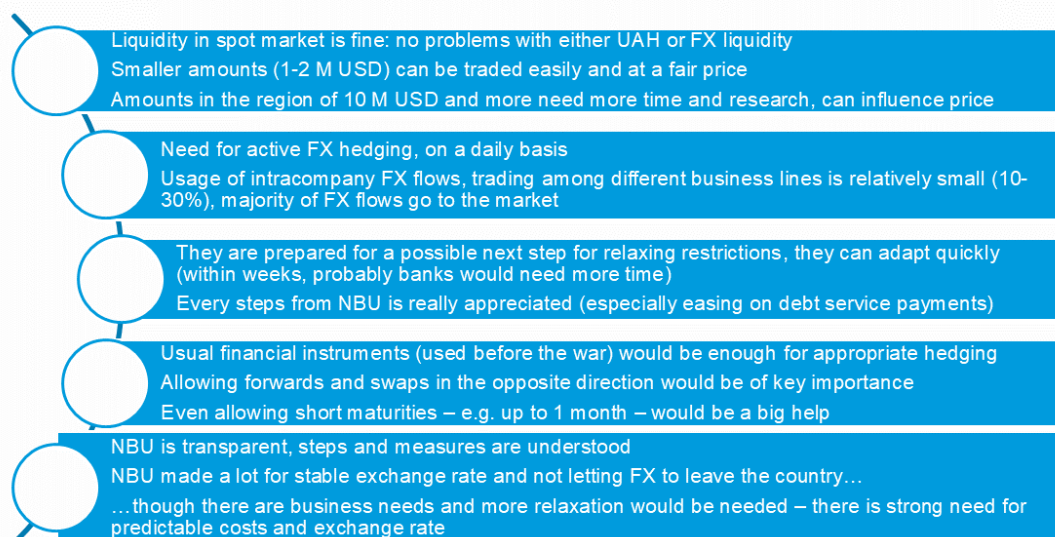 Liquidity in spot market is fine: no problems with either UAH or FX liquidity
Smaller amounts (1-2 M USD) can be traded easily and at a fair price
Amounts in the region of 10 M USD and more need more time and research, can influence price
Need for active FX hedging, on a daily basis
Usage of intracompany FX flows, trading among different business lines is relatively small (10-
30%), majority of FX flows go to the market
They are prepared for a possible next step for relaxing restrictions, they can adapt quickly
(within weeks, probably banks would need more time)
Every steps from NBU is really appreciated (especially easing on debt service payments)
Usual financial instruments (used before the war) would be enough for appropriate hedging
Allowing forwards and swaps in the opposite direction would be of key importance
Even allowing short maturities – e.g. up to 1 month – would be a big help
NBU is transparent, steps and measures are understood
NBU made a lot for stable exchange rate and not letting FX to leave the country…
…though there are business needs and more relaxation would be needed – there is strong need for
predictable costs and exchange rate